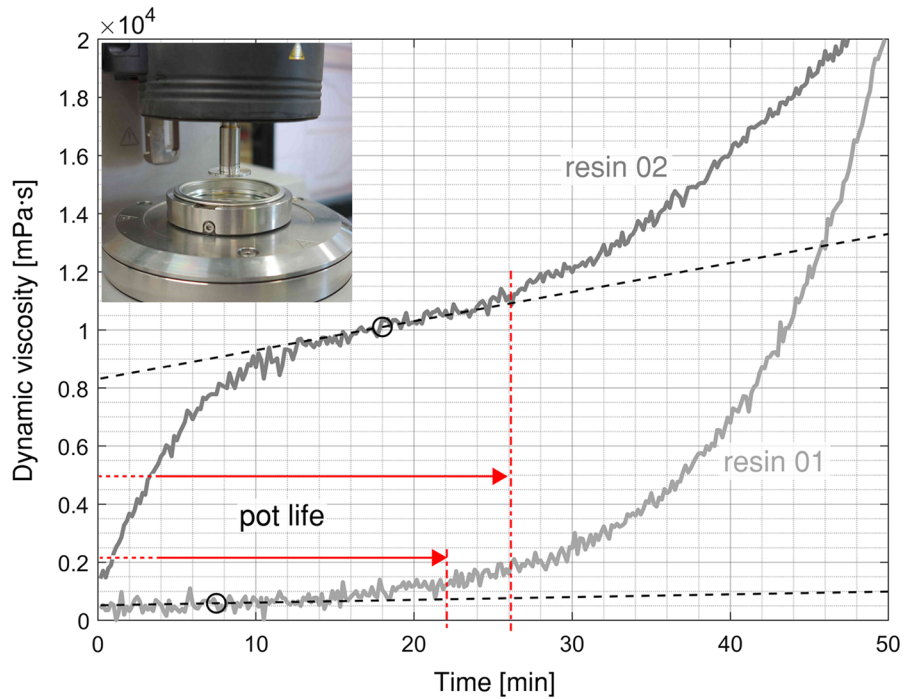 ×10⁴
2
1.8
1.6
1.4
1.2
1
0.8
0.6
0.4
0.2
0
Dynamic viscosity [mPa·s]
resin 02
resin 01
pot life
0 10 20 30 40 50
Time [min]